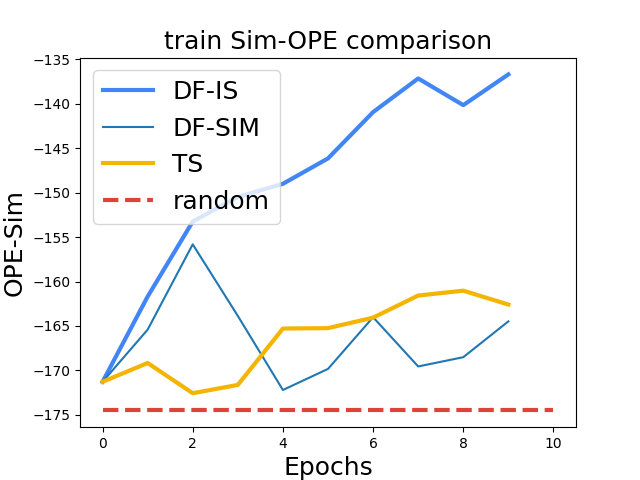 train Sim-OPE comparison
−135
−140
−145
−150
−155
−160
−165
−170
−175
OPE-Sim
DF-IS
DF-SIM
TS
random
0 2 4 6 8 10
Epochs